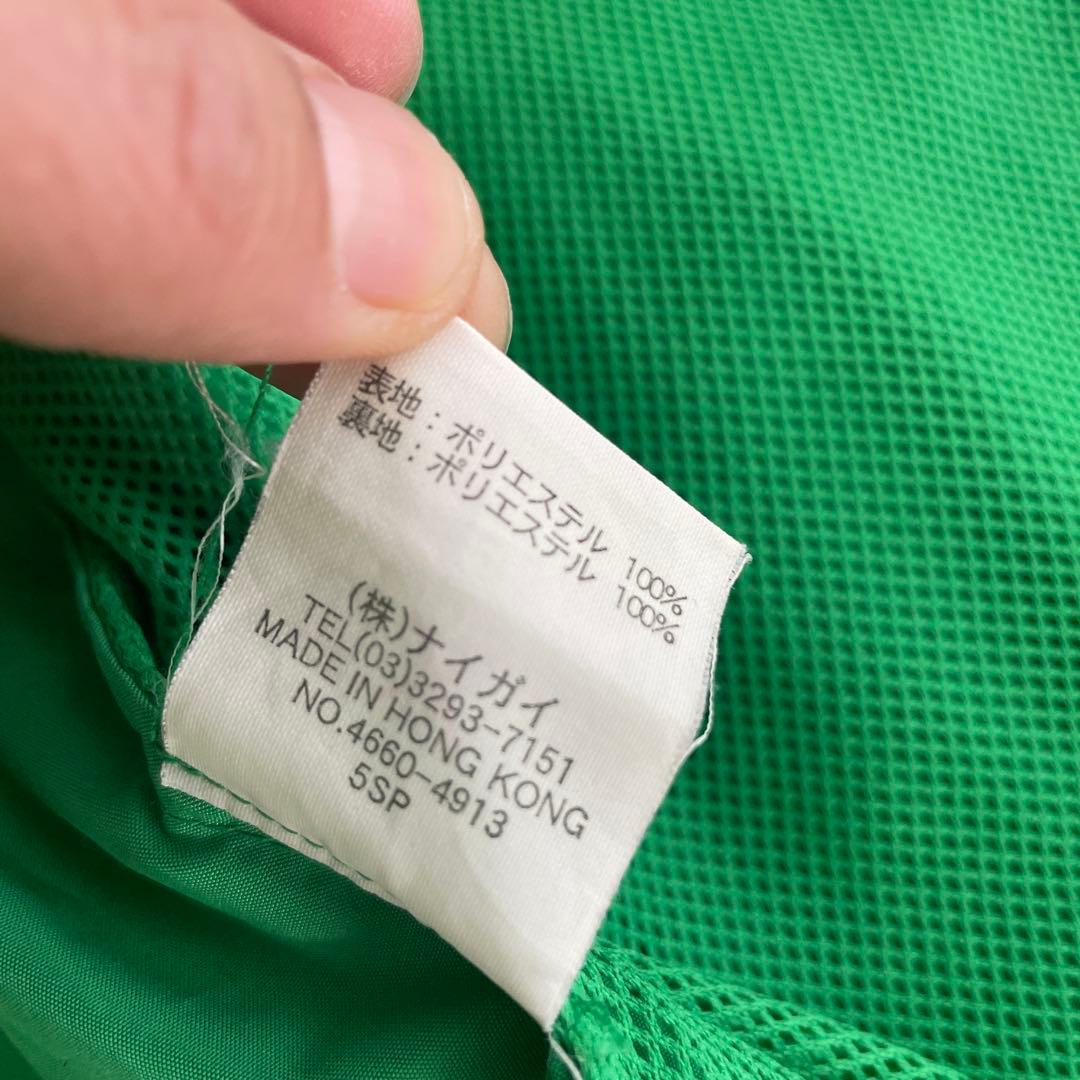 表地：ポリエステル 100%
裏地：ポリエステル 100%
(株)ナイガイ
TEL(03)3293-7151
MADE IN HONG KONG
NO.4660-4913
5SP